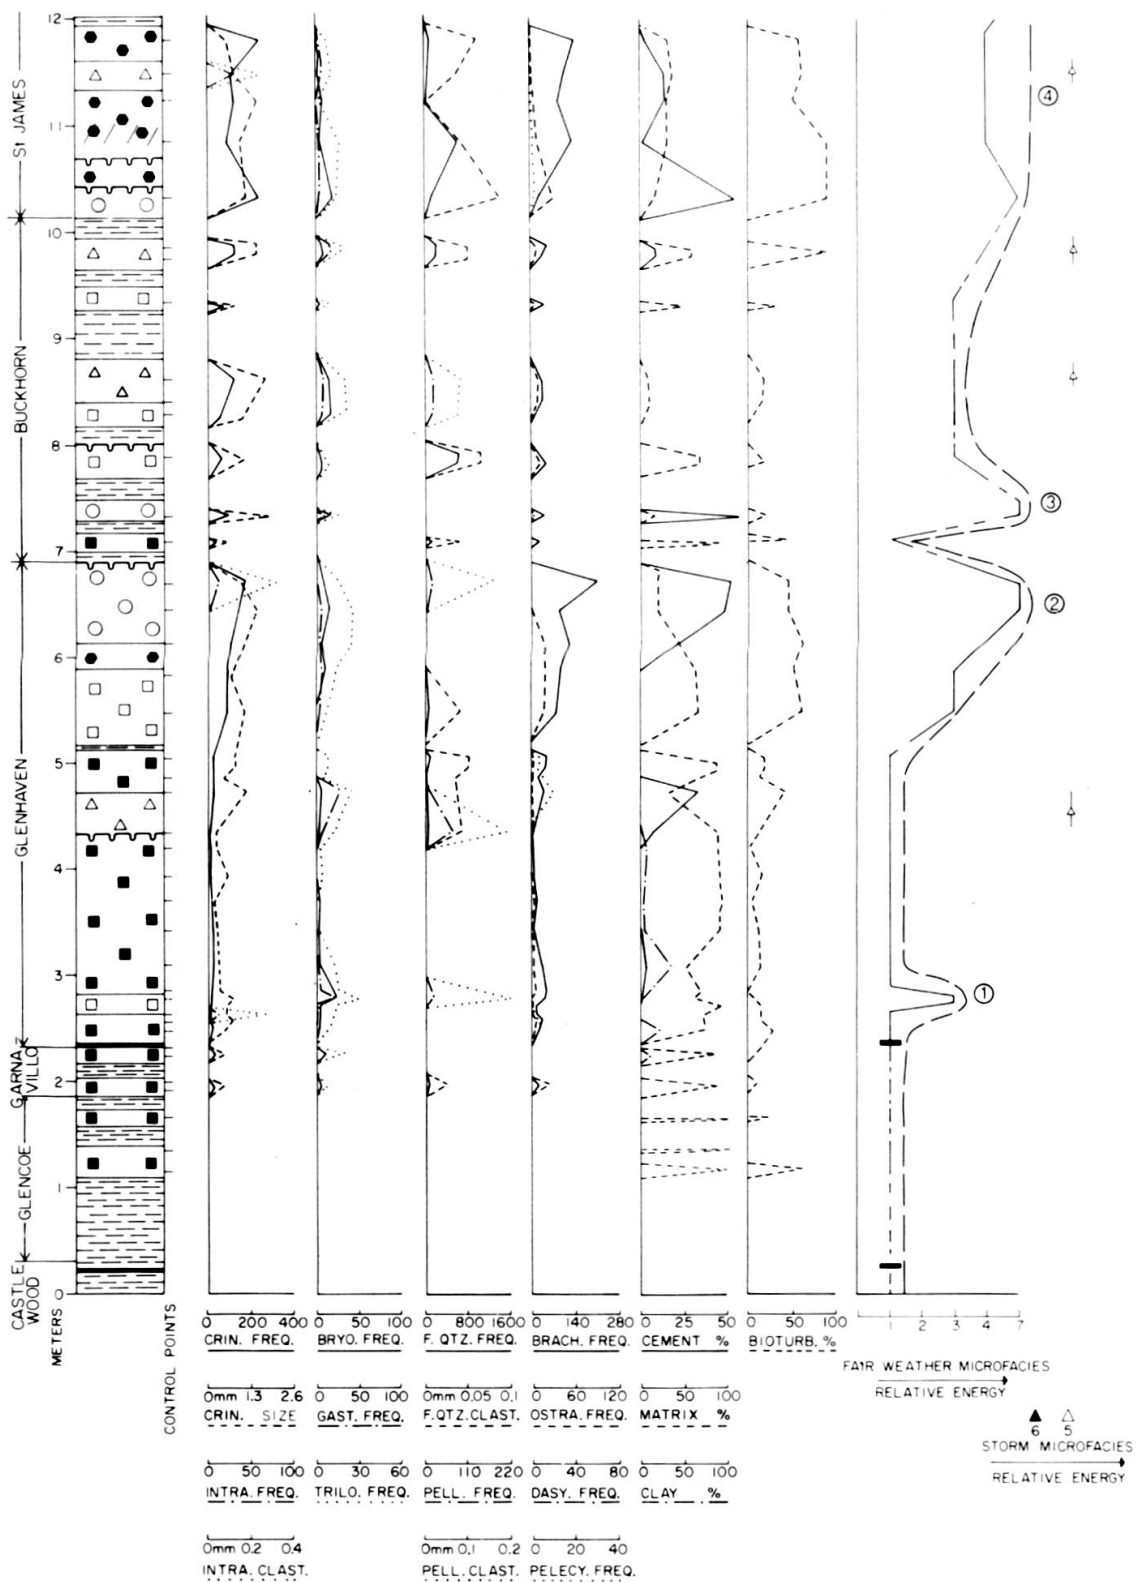 12
11
10
9
8
7
6
5
4
3
2
1
0
St JAMES
BUCKHORN
GLENHAVEN
GARNA-
VILLO
GLENCOE
CASTLE
WOOD
METERS
CONTROL POINTS
④
③
②
①
0 200 400
CRIN. FREQ.
0 50 100
BRYO. FREQ.
0 800 1600
F. QTZ. FREQ.
0 140 280
BRACH. FREQ.
0 25 50
CEMENT %
0 50 100
BIOTURB. %
1 3 5 7
FAIR WEATHER MICROFACIES
RELATIVE ENERGY
0mm 1.3 2.6
CRIN. SIZE
0 50 100
GAST. FREQ.
0mm 0.05 0.1
F.QTZ.CLAST.
0 60 120
OSTRA. FREQ.
0 50 100
MATRIX %
6 5
STORM MICROFACIES
RELATIVE ENERGY
0 50 100
INTRA. FREQ.
0 30 60
TRILO. FREQ.
0 110 220
PELL. FREQ.
0 40 80
DASY. FREQ.
0 50 100
CLAY %
0mm 0.2 0.4
INTRA. CLAST.
0mm 0.1 0.2
PELL. CLAST.
0 20 40
PELECY. FREQ.